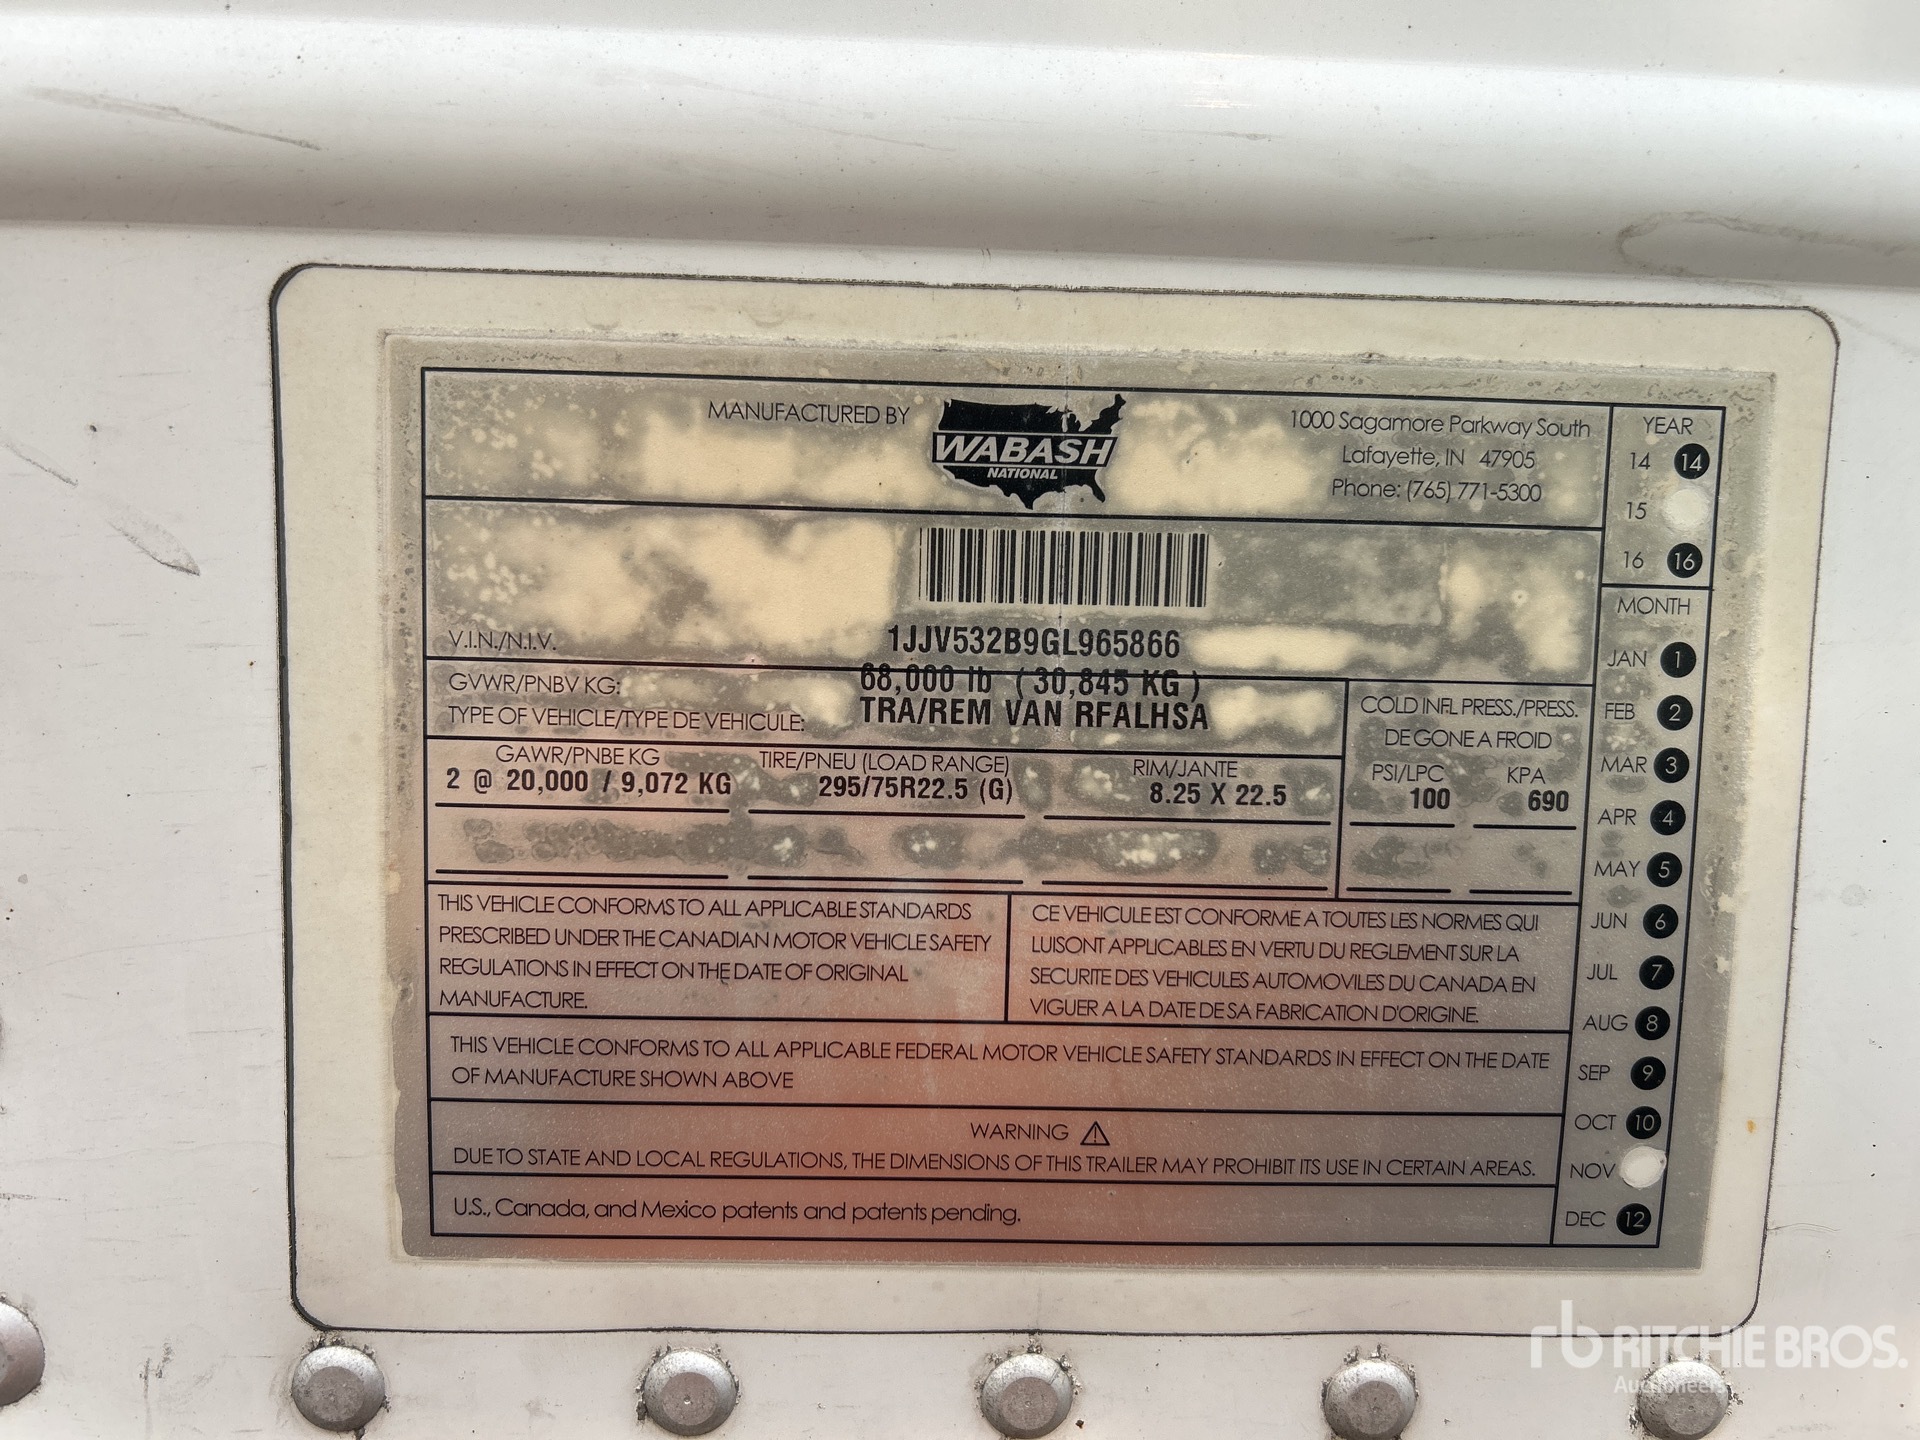 MANUFACTURED BY
WABASH
NATIONAL
1000 Sagamore Parkway South
Lafayette, IN 47905
Phone: (765) 771-5300
YEAR
14 14
15
16 16
V.I.N./N.I.V.
1JJV532B9GL965866
GVWR/PNBV KG:
68,000 lb (30,845 KG)
TYPE OF VEHICLE/TYPE DE VEHICULE:
TRA/REM VAN RFALHSA
COLD INFL PRESS./PRESS.
DE GONE A FROID
GAWR/PNBE KG
2 @ 20,000 / 9,072 KG
TIRE/PNEU (LOAD RANGE)
295/75R22.5 (G)
RIM/JANTE
8.25 X 22.5
PSI/LPC
100
KPA
690
THIS VEHICLE CONFORMS TO ALL APPLICABLE STANDARDS
PRESCRIBED UNDER THE CANADIAN MOTOR VEHICLE SAFETY
REGULATIONS IN EFFECT ON THE DATE OF ORIGINAL
MANUFACTURE.
CE VEHICULE EST CONFORME A TOUTES LES NORMES QUI
LUISONT APPLICABLES EN VERTU DU REGLEMENT SUR LA
SECURITE DES VEHICULES AUTOMOVILES DU CANADA EN
VIGUER A LA DATE DE SA FABRICATION D'ORIGINE.
THIS VEHICLE CONFORMS TO ALL APPLICABLE FEDERAL MOTOR VEHICLE SAFETY STANDARDS IN EFFECT ON THE DATE
OF MANUFACTURE SHOWN ABOVE
WARNING
DUE TO STATE AND LOCAL REGULATIONS, THE DIMENSIONS OF THIS TRAILER MAY PROHIBIT ITS USE IN CERTAIN AREAS.
U.S., Canada, and Mexico patents and patents pending.
MONTH
JAN 1
FEB 2
MAR 3
APR 4
MAY 5
JUN 6
JUL 7
AUG 8
SEP 9
OCT 10
NOV
DEC 12
rb RITCHIE BROS.
Auctioneers